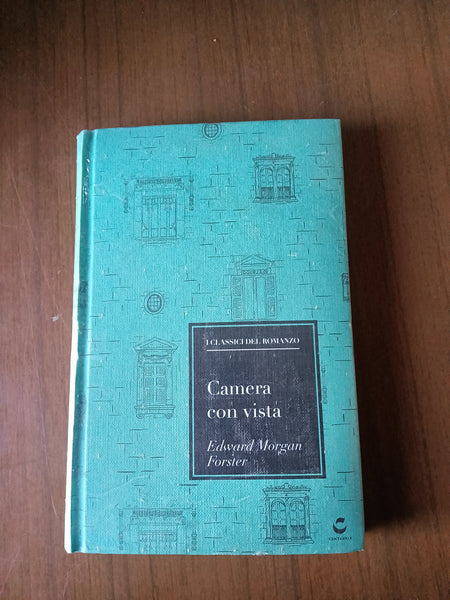 I CLASSICI DEL ROMANZO
Camera
con vista
Edward Morgan
Forster
CENTAURIA